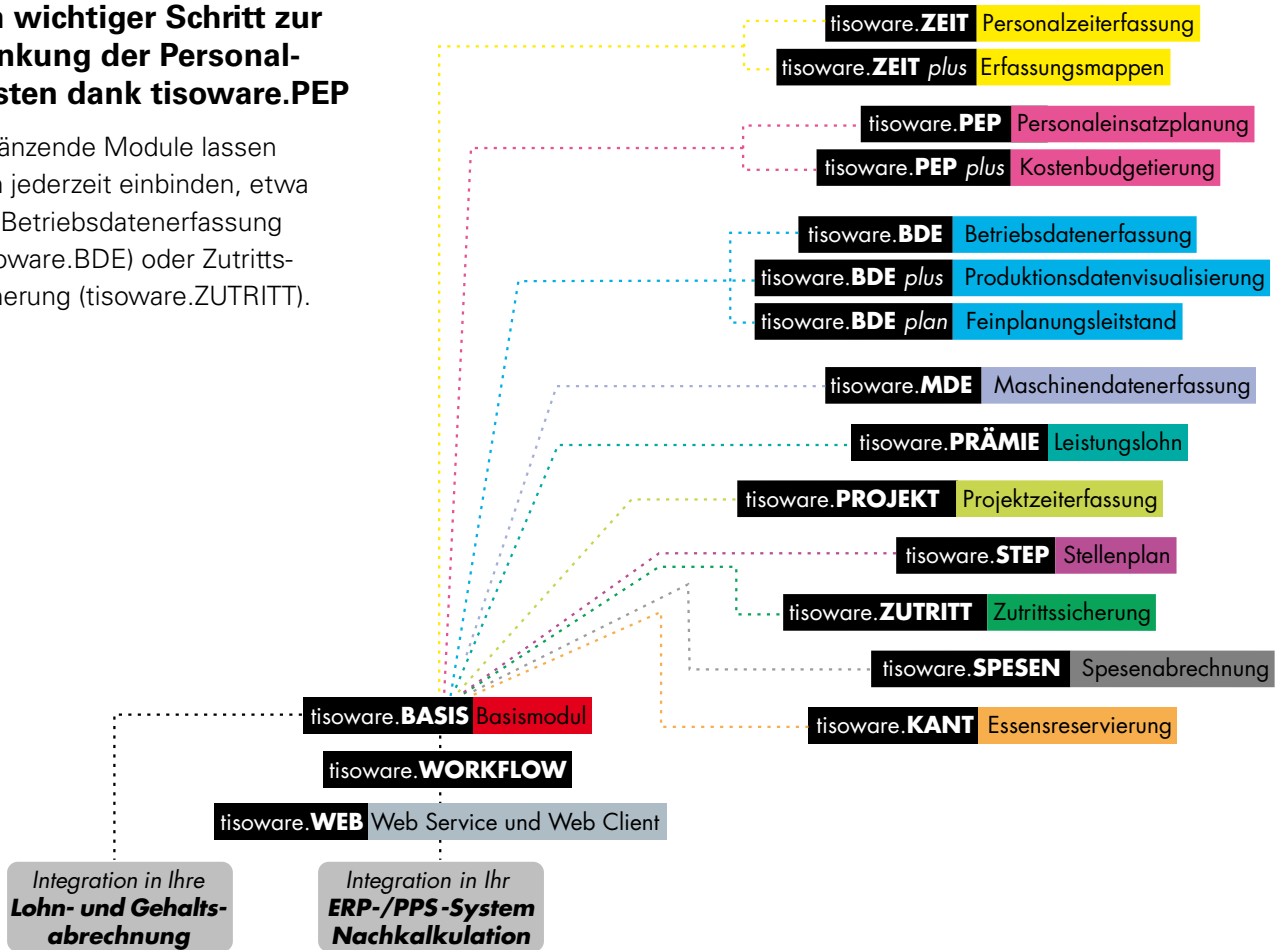 wichtiger Schritt zur
nkung der Personal-
sten dank tisoware.PEP
änzende Module lassen
jederzeit einbinden, etwa
Betriebsdatenerfassung
oware.BDE) oder Zutritts-
erung (tisoware.ZUTRITT).
tisoware.ZEIT Personalzeiterfassung
tisoware.ZEIT plus Erfassungsmappen
tisoware.PEP Personaleinsatzplanung
tisoware.PEP plus Kostenbudgetierung
tisoware.BDE Betriebsdatenerfassung
tisoware.BDE plus Produktionsdatenvisualisierung
tisoware.BDE plan Feinplanungsleitstand
tisoware.MDE Maschinendatenerfassung
tisoware.PRÄMIE Leistungslohn
tisoware.PROJEKT Projektzeiterfassung
tisoware.STEP Stellenplan
tisoware.ZUTRITT Zutrittssicherung
tisoware.SPESEN Spesenabrechnung
tisoware.KANT Essensreservierung
tisoware.BASIS Basismodul
tisoware.WORKFLOW
tisoware.WEB Web Service und Web Client
Integration in Ihre
Lohn- und Gehalts-
abrechnung
Integration in Ihr
ERP-/PPS-System
Nachkalkulation